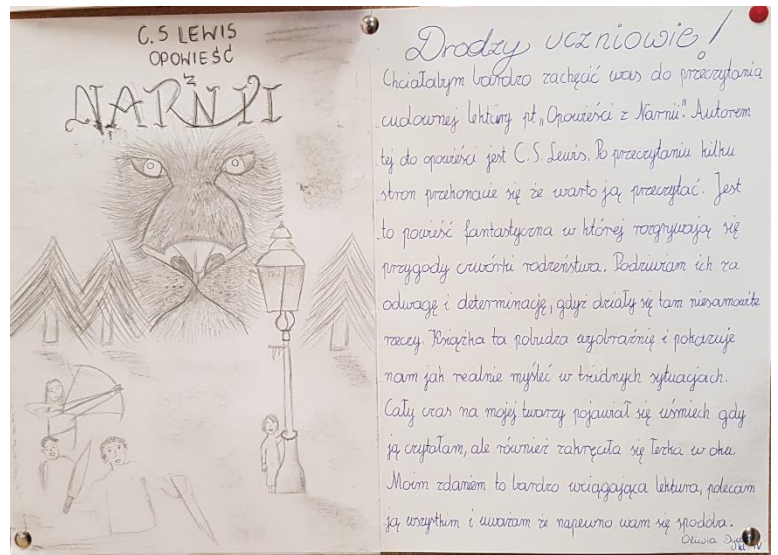 C.S LEWIS
OPOWIEŚĆ
Z
NARNII
Drodzy uczniowie!
Chciałabym bardzo zachęcić was do przeczytania
cudownej lektury pt „Opowieści z Narnii." Autorem
tej do opowieści jest C.S. Lewis. Po przeczytaniu kilku
stron przekonacie się że warto ją przeczytać. Jest
to powieść fantastyczna w której rozgrywają się
przygody czwórki rodzeństwa. Podziwiam ich za
odwagę i determinację, gdyż działy się tam niesamowite
rzeczy. Książka ta pobudza wyobraźnię i pokazuje
nam jak realnie myśleć w trudnych sytuacjach.
Cały czas na mojej twarzy pojawiał się uśmiech gdy
ją czytałam, ale również zakręciła się łezka w oku.
Moim zdaniem to bardzo wciągająca lektura, polecam
ją wszystkim i uważam że napewno wam się spodoba.
Oliwia
kl. IV